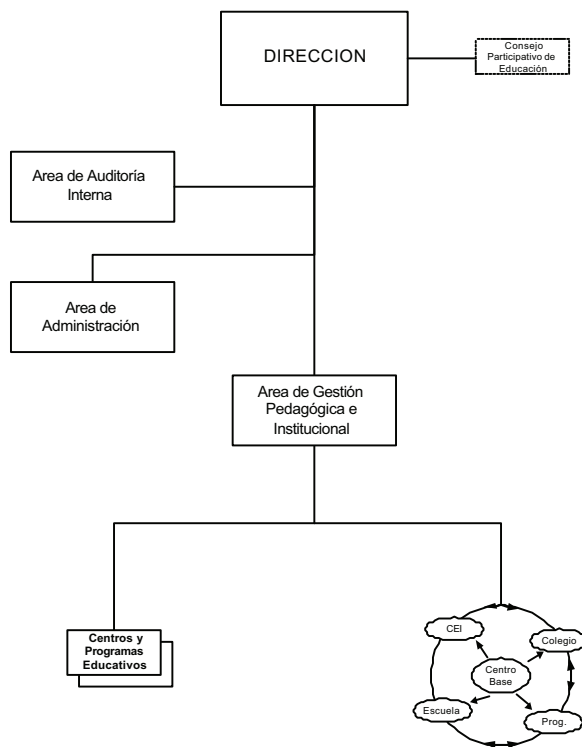 DIRECCION
Consejo
Participativo de
Educación
Area de Auditoría
Interna
Area de
Administración
Area de Gestión
Pedagógica e
Institucional
Centros y
Programas
Educativos
CEI
Colegio
Centro
Base
Escuela
Prog.